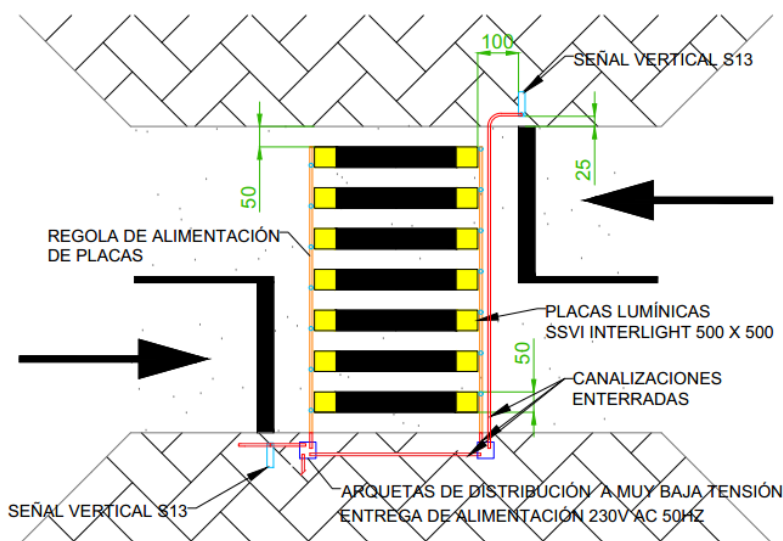 100
SEÑAL VERTICAL S13
50
25
REGOLA DE ALIMENTACIÓN
DE PLACAS
PLACAS LUMÍNICAS
SSVI INTERLIGHT 500 X 500
50
CANALIZACIONES
ENTERRADAS
ARQUETAS DE DISTRIBUCIÓN A MUY BAJA TENSIÓN
SEÑAL VERTICAL S13
ENTREGA DE ALIMENTACIÓN 230V AC 50HZ